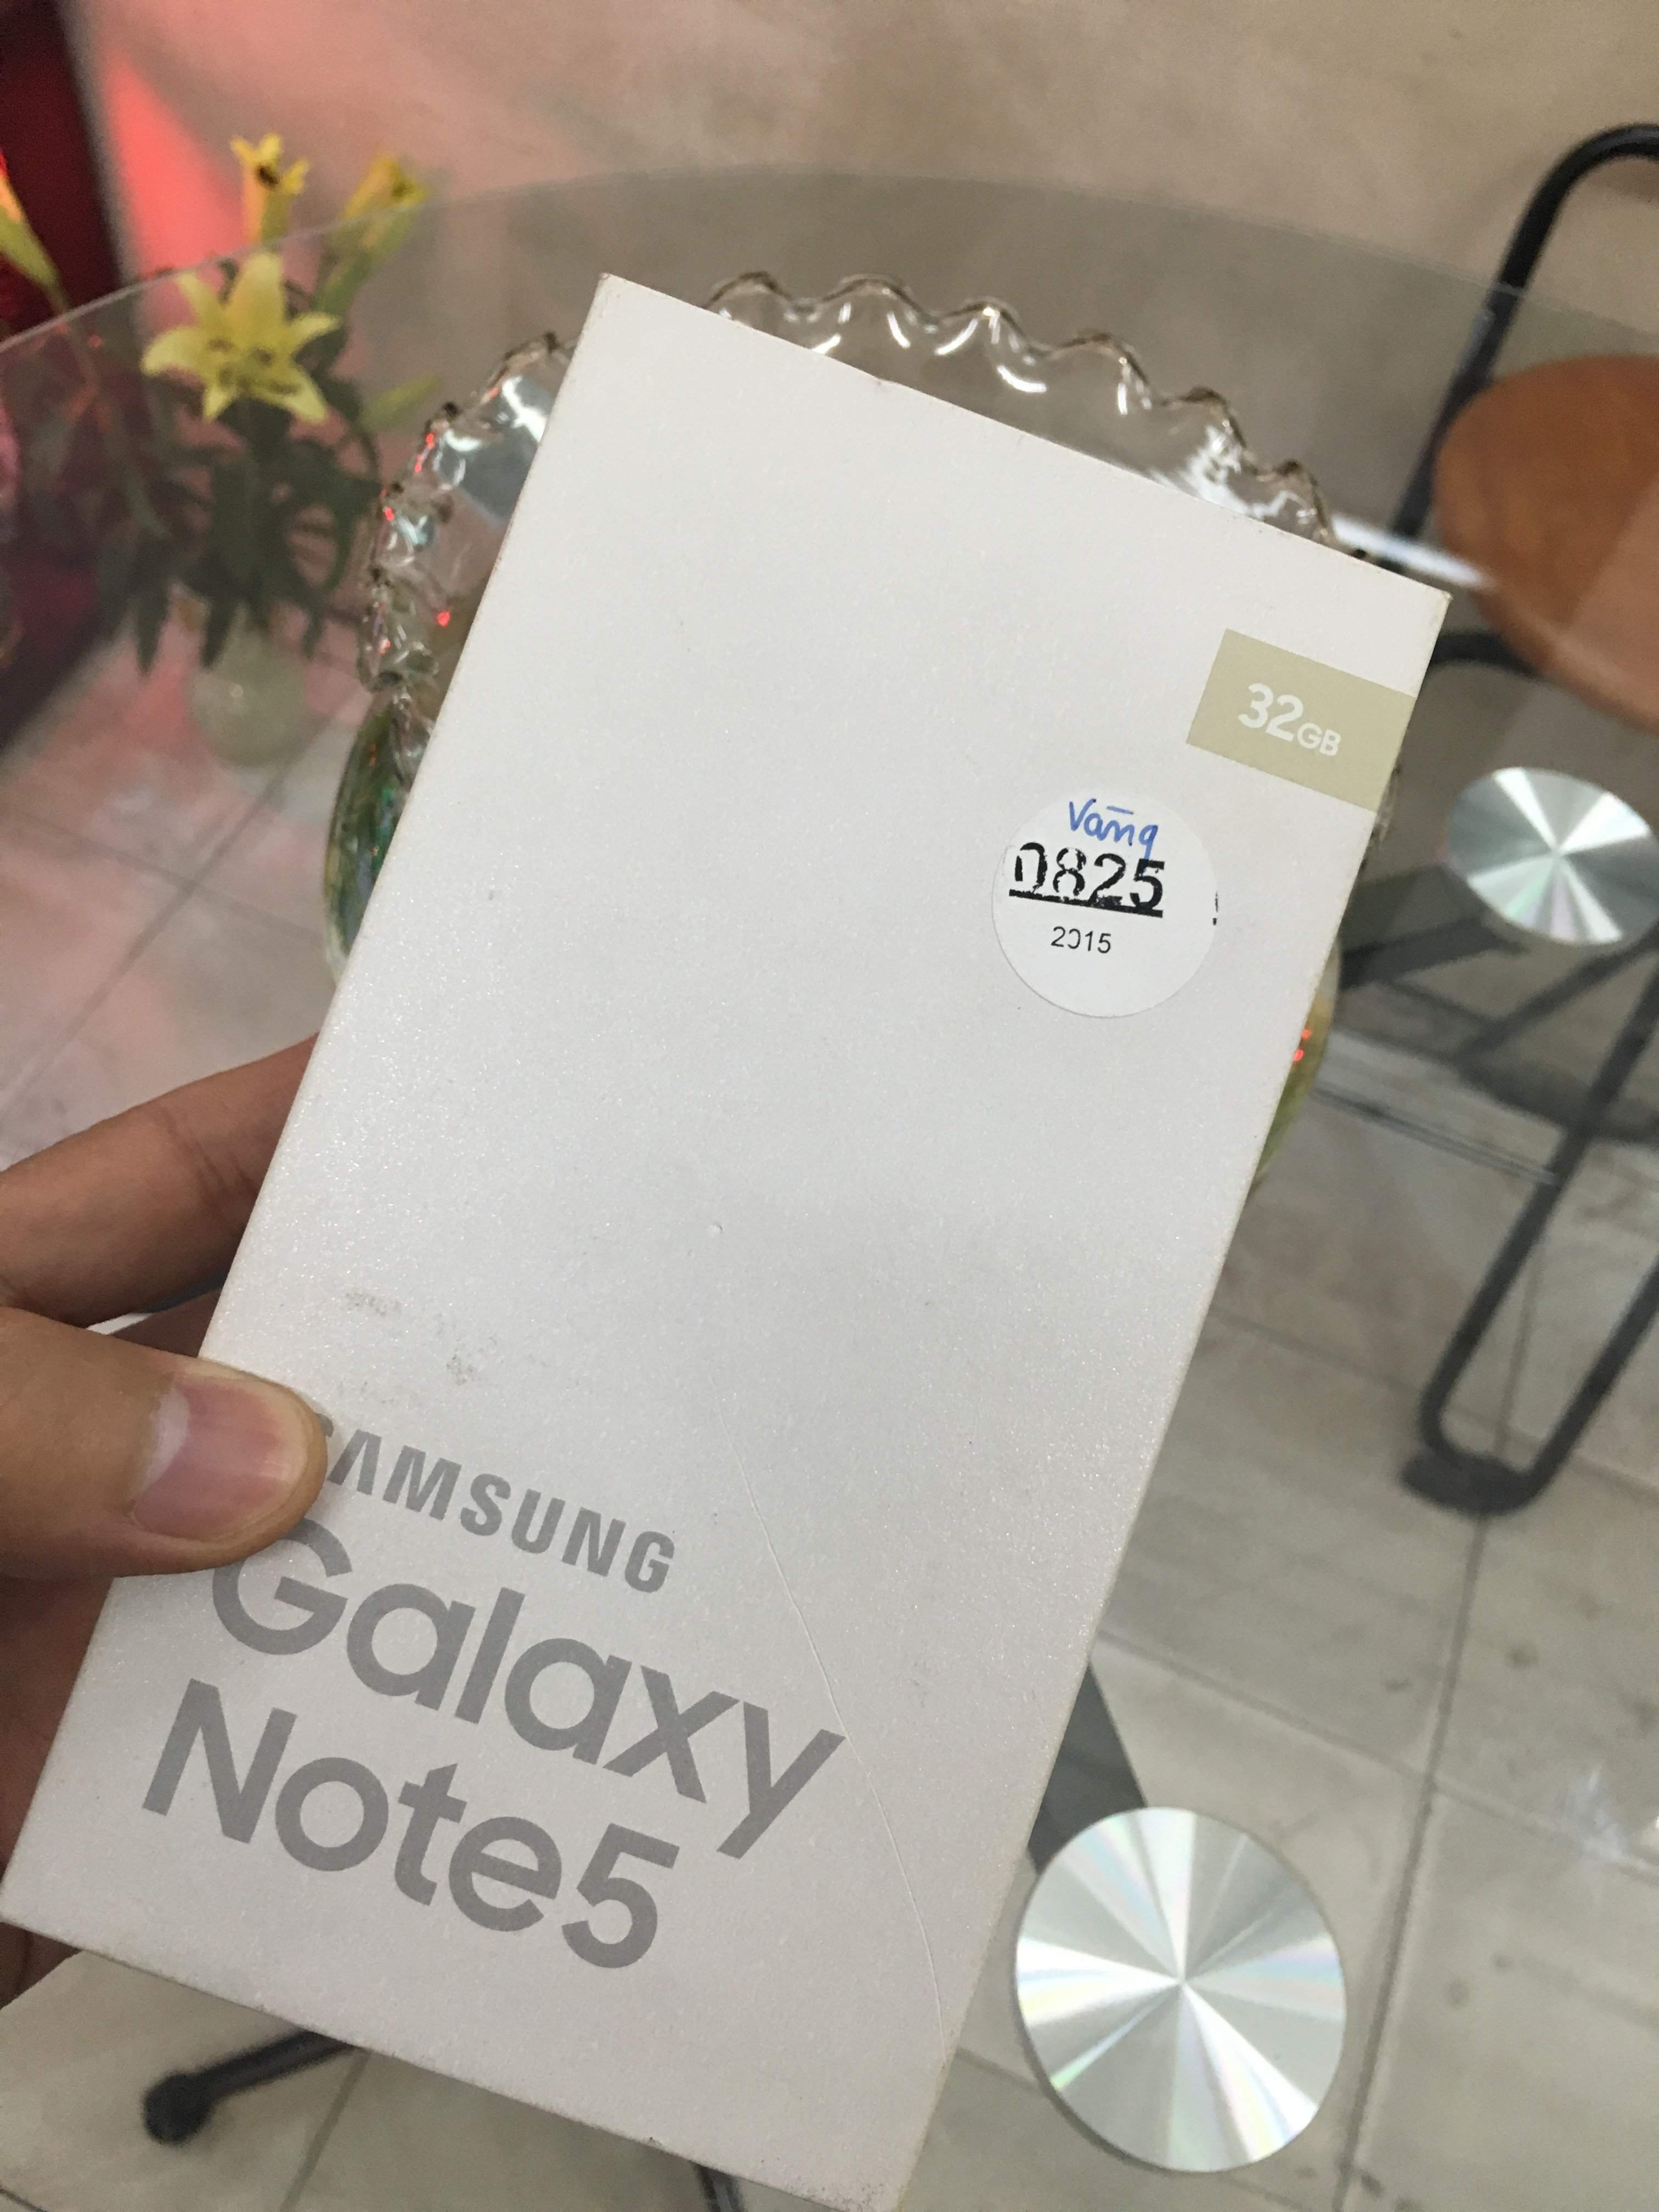 32GB
Vàng
0825
2015
SAMSUNG
Galaxy
Note5